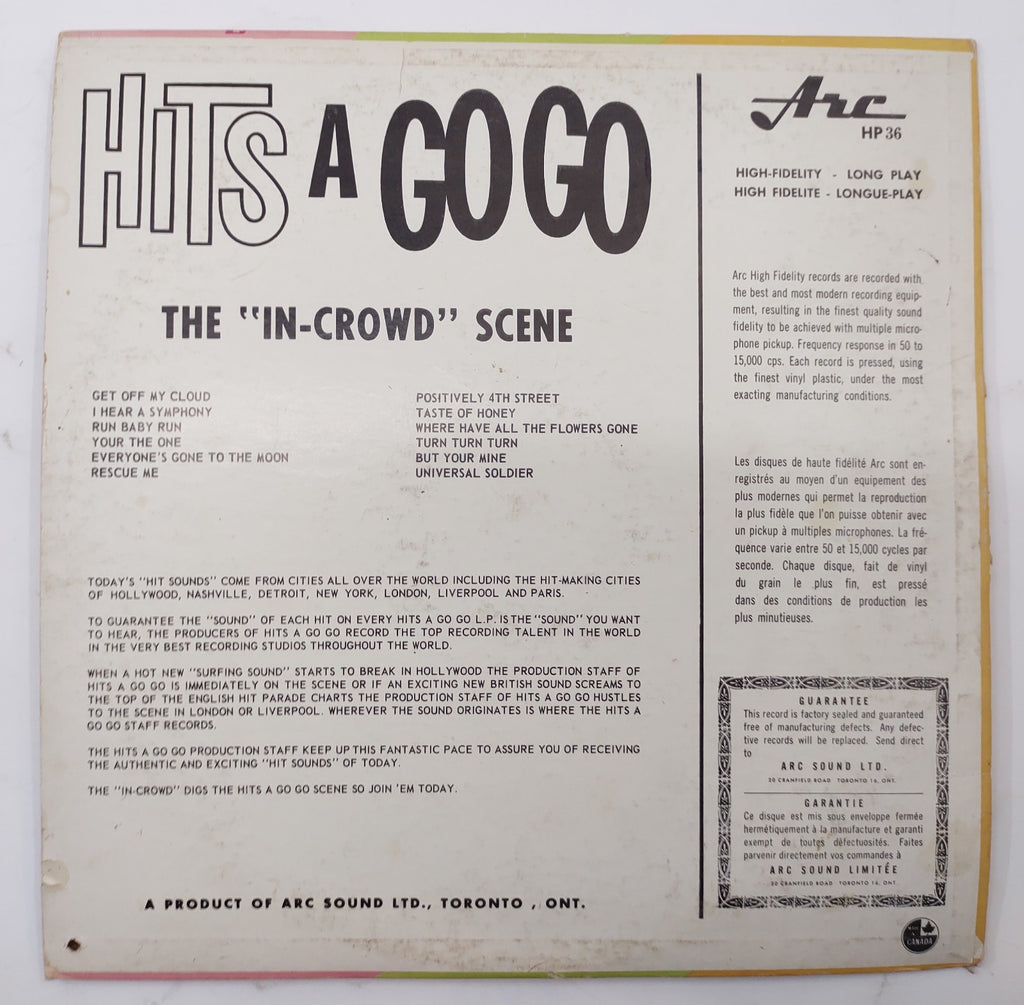 HITS A GO GO
THE "IN-CROWD" SCENE
GET OFF MY CLOUD
I HEAR A SYMPHONY
RUN BABY RUN
YOUR THE ONE
EVERYONE'S GONE TO THE MOON
RESCUE ME
POSITIVELY 4TH STREET
TASTE OF HONEY
WHERE HAVE ALL THE FLOWERS GONE
TURN TURN TURN
BUT YOUR MINE
UNIVERSAL SOLDIER
TODAY'S "HIT SOUNDS" COME FROM CITIES ALL OVER THE WORLD INCLUDING THE HIT-MAKING CITIES
OF HOLLYWOOD, NASHVILLE, DETROIT, NEW YORK, LONDON, LIVERPOOL AND PARIS.
TO GUARANTEE THE "SOUND" OF EACH HIT ON EVERY HITS A GO GO L.P. IS THE "SOUND" YOU WANT
TO HEAR, THE PRODUCERS OF HITS A GO GO RECORD THE TOP RECORDING TALENT IN THE WORLD
IN THE VERY BEST RECORDING STUDIOS THROUGHOUT THE WORLD.
WHEN A HOT NEW "SURFING SOUND" STARTS TO BREAK IN HOLLYWOOD THE PRODUCTION STAFF OF
HITS A GO GO IS IMMEDIATELY ON THE SCENE OR IF AN EXCITING NEW BRITISH SOUND SCREAMS TO
THE TOP OF THE ENGLISH HIT PARADE CHARTS THE PRODUCTION STAFF OF HITS A GO GO HUSTLES
TO THE SCENE IN LONDON OR LIVERPOOL. WHEREVER THE SOUND ORIGINATES IS WHERE THE HITS A
GO GO STAFF RECORDS.
THE HITS A GO GO PRODUCTION STAFF KEEP UP THIS FANTASTIC PACE TO ASSURE YOU OF RECEIVING
THE AUTHENTIC AND EXCITING "HIT SOUNDS" OF TODAY.
THE "IN-CROWD" DIGS THE HITS A GO GO SCENE SO JOIN 'EM TODAY.
A PRODUCT OF ARC SOUND LTD., TORONTO , ONT.
Arc
HP 36
HIGH-FIDELITY - LONG PLAY
HIGH FIDELITE - LONGUE-PLAY
Arc High Fidelity records are recorded with
the best and most modern recording equip-
ment, resulting in the finest quality sound
fidelity to be achieved with multiple micro-
phone pickup. Frequency response in 50 to
15,000 cps. Each record is pressed, using
the finest vinyl plastic, under the most
exacting manufacturing conditions.
Les disques de haute fidélité Arc sont en-
registrés au moyen d'un equipement des
plus modernes qui permet la reproduction
la plus fidèle que l'on puisse obtenir avec
un pickup à multiples microphones. La fré-
quence varie entre 50 et 15,000 cycles par
seconde. Chaque disque, fait de vinyl
du grain le plus fin, est pressé
dans des conditions de production les
plus minutieuses.
GUARANTEE
This record is factory sealed and guaranteed
free of manufacturing defects. Any defec-
tive records will be replaced. Send direct
to
ARC SOUND LTD.
20 CRANFIELD ROAD TORONTO 16, ONT.
GARANTIE
Ce disque est mis sous enveloppe fermée
hermétiquement à la manufacture et garanti
exempt de toutes défectuosités. Faites
parvenir directement vos commandes à
ARC SOUND LIMITÉE
20 CRANFIELD ROAD TORONTO 16, ONT.
MADE IN
CANADA